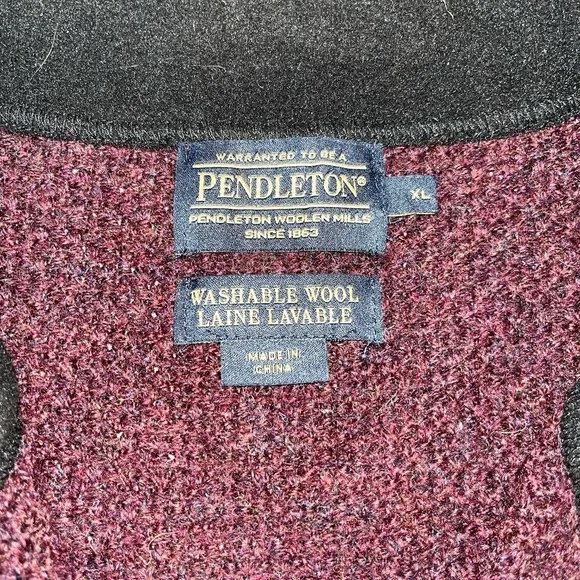 WARRANTED TO BE A
PENDLETON®
XL
PENDLETON WOOLEN MILLS
SINCE 1863
WASHABLE WOOL
LAINE LAVABLE
MADE IN
CHINA